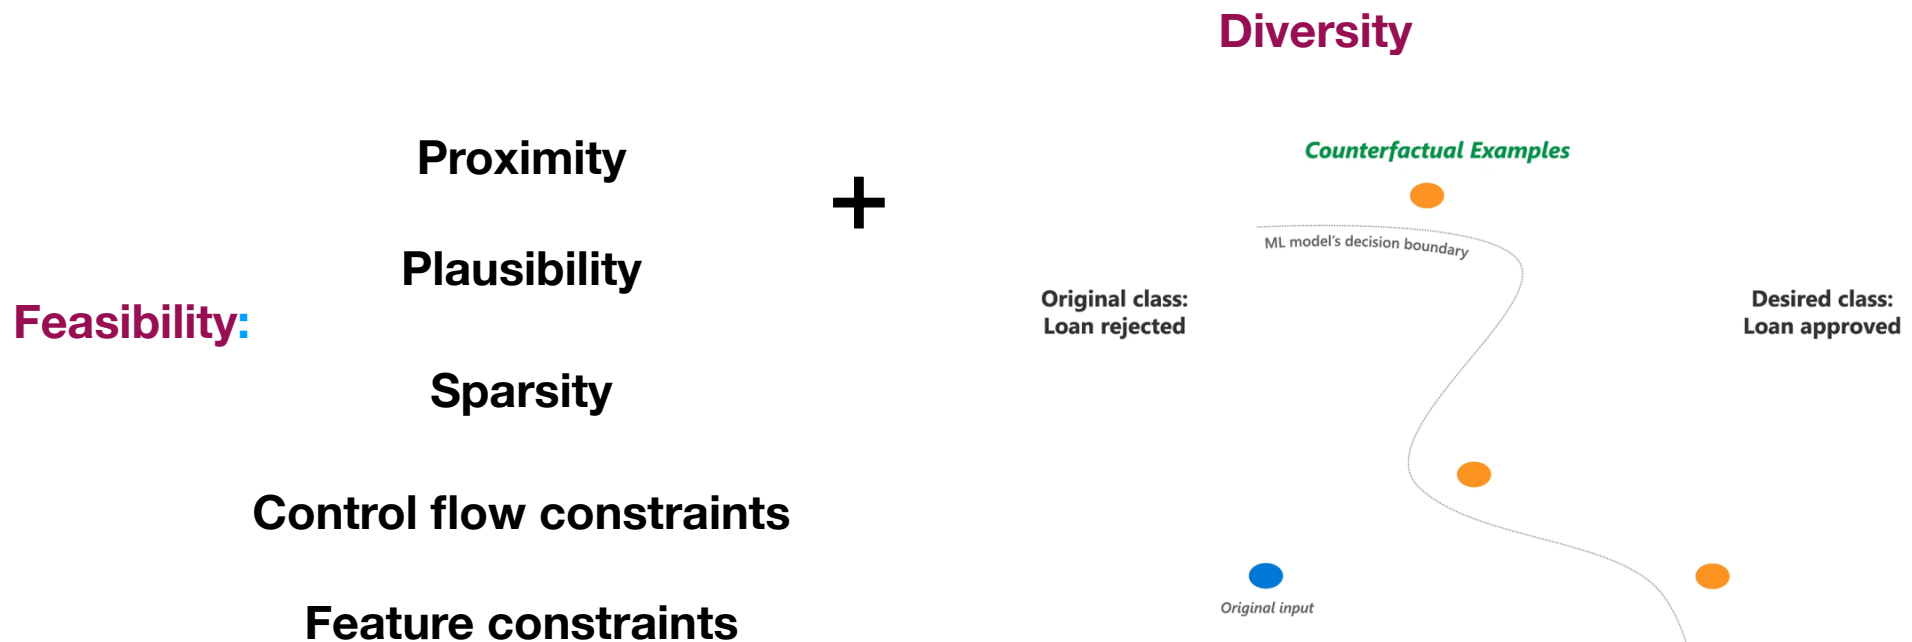 Diversity
Proximity
+
Plausibility
Feasibility:
Sparsity
Control flow constraints
Feature constraints
Counterfactual Examples
ML model's decision boundary
Original class:
Loan rejected
Desired class:
Loan approved
Original input